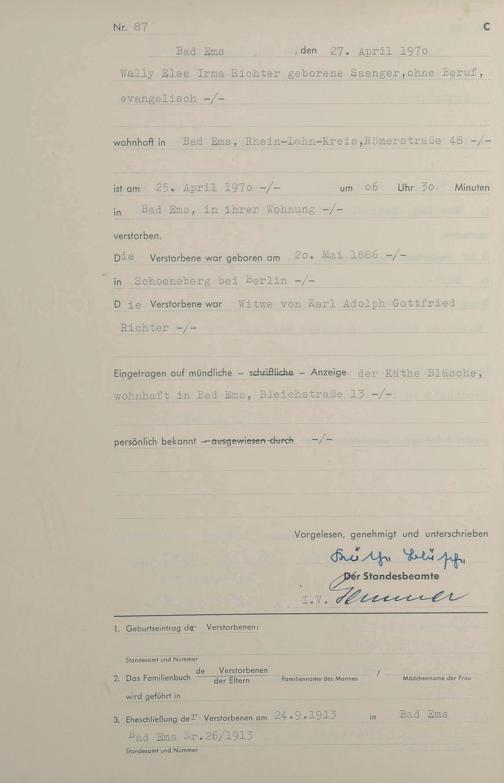 Nr. 87 C
Bad Ems , den 27. April 1970
Wally Else Irma Richter geborene Saenger,ohne Beruf,
evangelisch -/-
wohnhaft in Bad Ems, Rhein-Lahn-Kreis,Römerstraße 48 -/-
ist am 25. April 1970 -/- um 06 Uhr 30 Minuten
in Bad Ems, in ihrer Wohnung -/-
verstorben.
Die Verstorbene war geboren am 20. Mai 1886 -/-
in Schoeneberg bei Berlin -/-
Die Verstorbene war Witwe von Karl Adolph Gottfried
Richter -/-
Eingetragen auf mündliche – schriftliche – Anzeige der Käthe Bläsche,
wohnhaft in Bad Ems, Bleichstraße 13 -/-
persönlich bekannt – ausgewiesen durch -/-
Vorgelesen, genehmigt und unterschrieben
Käthe Bläsche
Der Standesbeamte
I.V.
1. Geburtseintrag der Verstorbenen:
Standesamt und Nummer
2. Das Familienbuch de Verstorbenen der Eltern / Familienname des Mannes Mädchenname der Frau
wird geführt in
3. Eheschließung der Verstorbenen am 24.9.1913 in Bad Ems
Bad Ems Nr.26/1913
Standesamt und Nummer